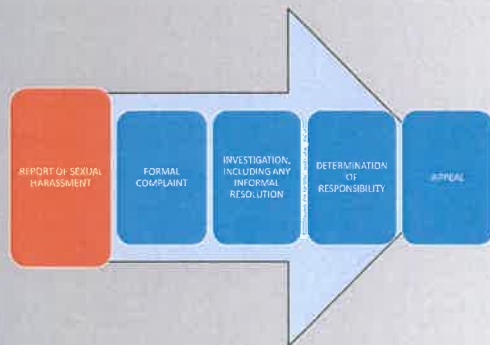 REPORT OF SEXUAL
HARASSMENT
FORMAL
COMPLAINT
INVESTIGATION,
INCLUDING ANY
INFORMAL
RESOLUTION
DETERMINATION
OF
RESPONSIBILITY
APPEAL